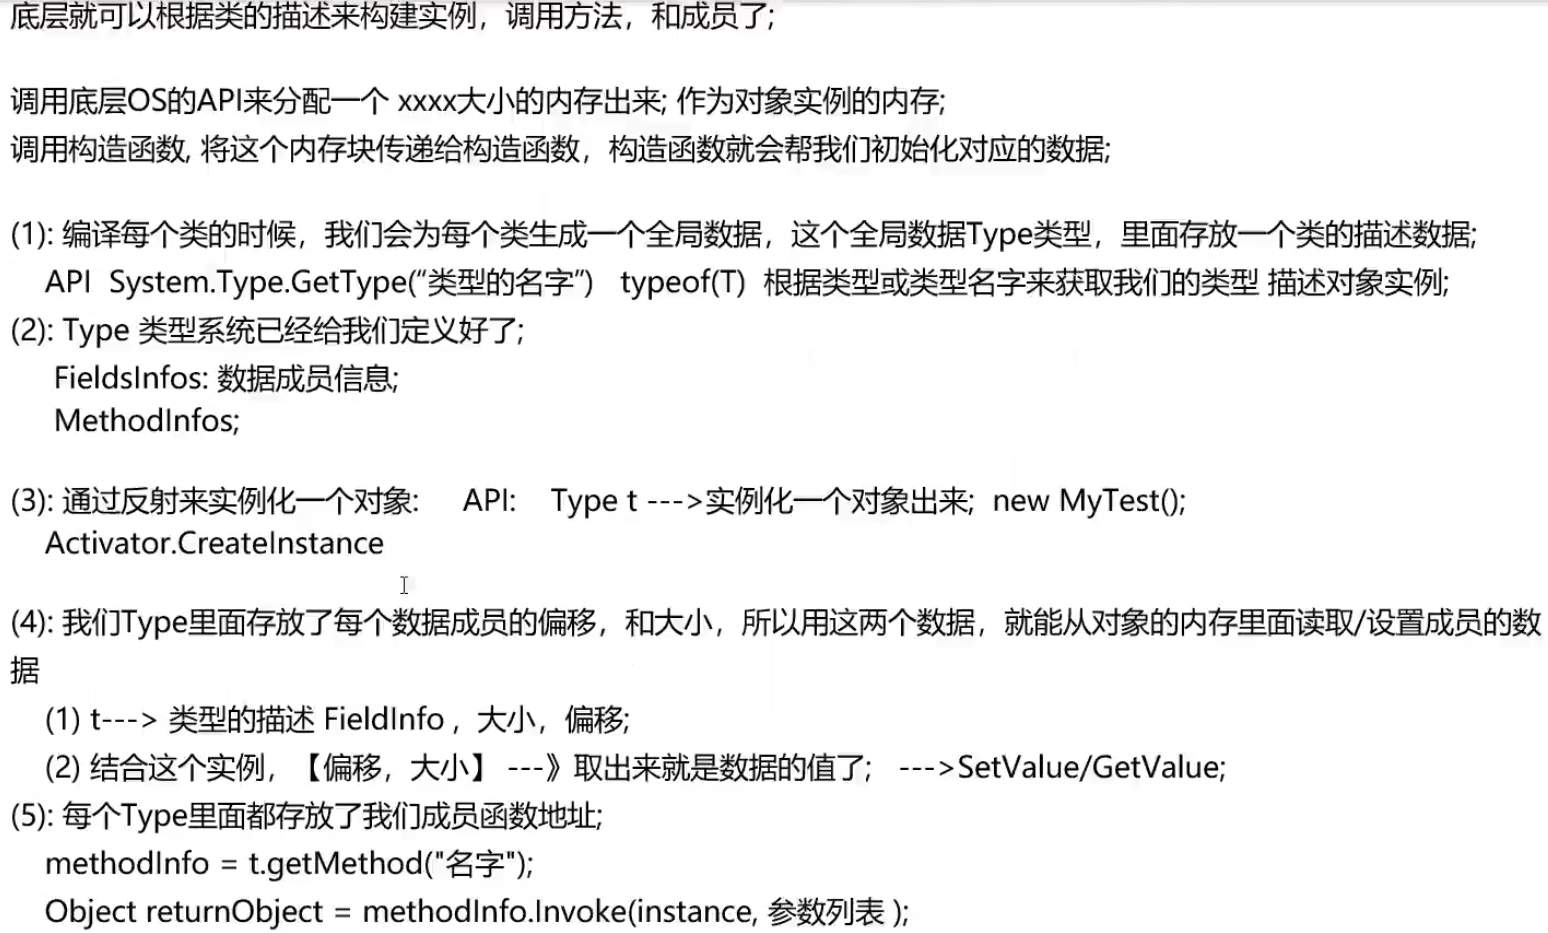 底层就可以根据类的描述来构建实例，调用方法，和成员了;
调用底层OS的API来分配一个 xxxx大小的内存出来; 作为对象实例的内存;
调用构造函数, 将这个内存块传递给构造函数，构造函数就会帮我们初始化对应的数据;
(1): 编译每个类的时候，我们会为每个类生成一个全局数据，这个全局数据Type类型，里面存放一个类的描述数据;
API System.Type.GetType(“类型的名字”) typeof(T) 根据类型或类型名字来获取我们的类型 描述对象实例;
(2): Type 类型系统已经给我们定义好了;
FieldsInfos: 数据成员信息;
MethodInfos;
(3): 通过反射来实例化一个对象: API: Type t --->实例化一个对象出来; new MyTest();
Activator.CreateInstance
(4): 我们Type里面存放了每个数据成员的偏移，和大小，所以用这两个数据，就能从对象的内存里面读取/设置成员的数
据
(1) t---> 类型的描述 FieldInfo ，大小，偏移;
(2) 结合这个实例，【偏移，大小】 ---》取出来就是数据的值了; --->SetValue/GetValue;
(5): 每个Type里面都存放了我们成员函数地址;
methodInfo = t.getMethod("名字");
Object returnObject = methodInfo.Invoke(instance, 参数列表 );